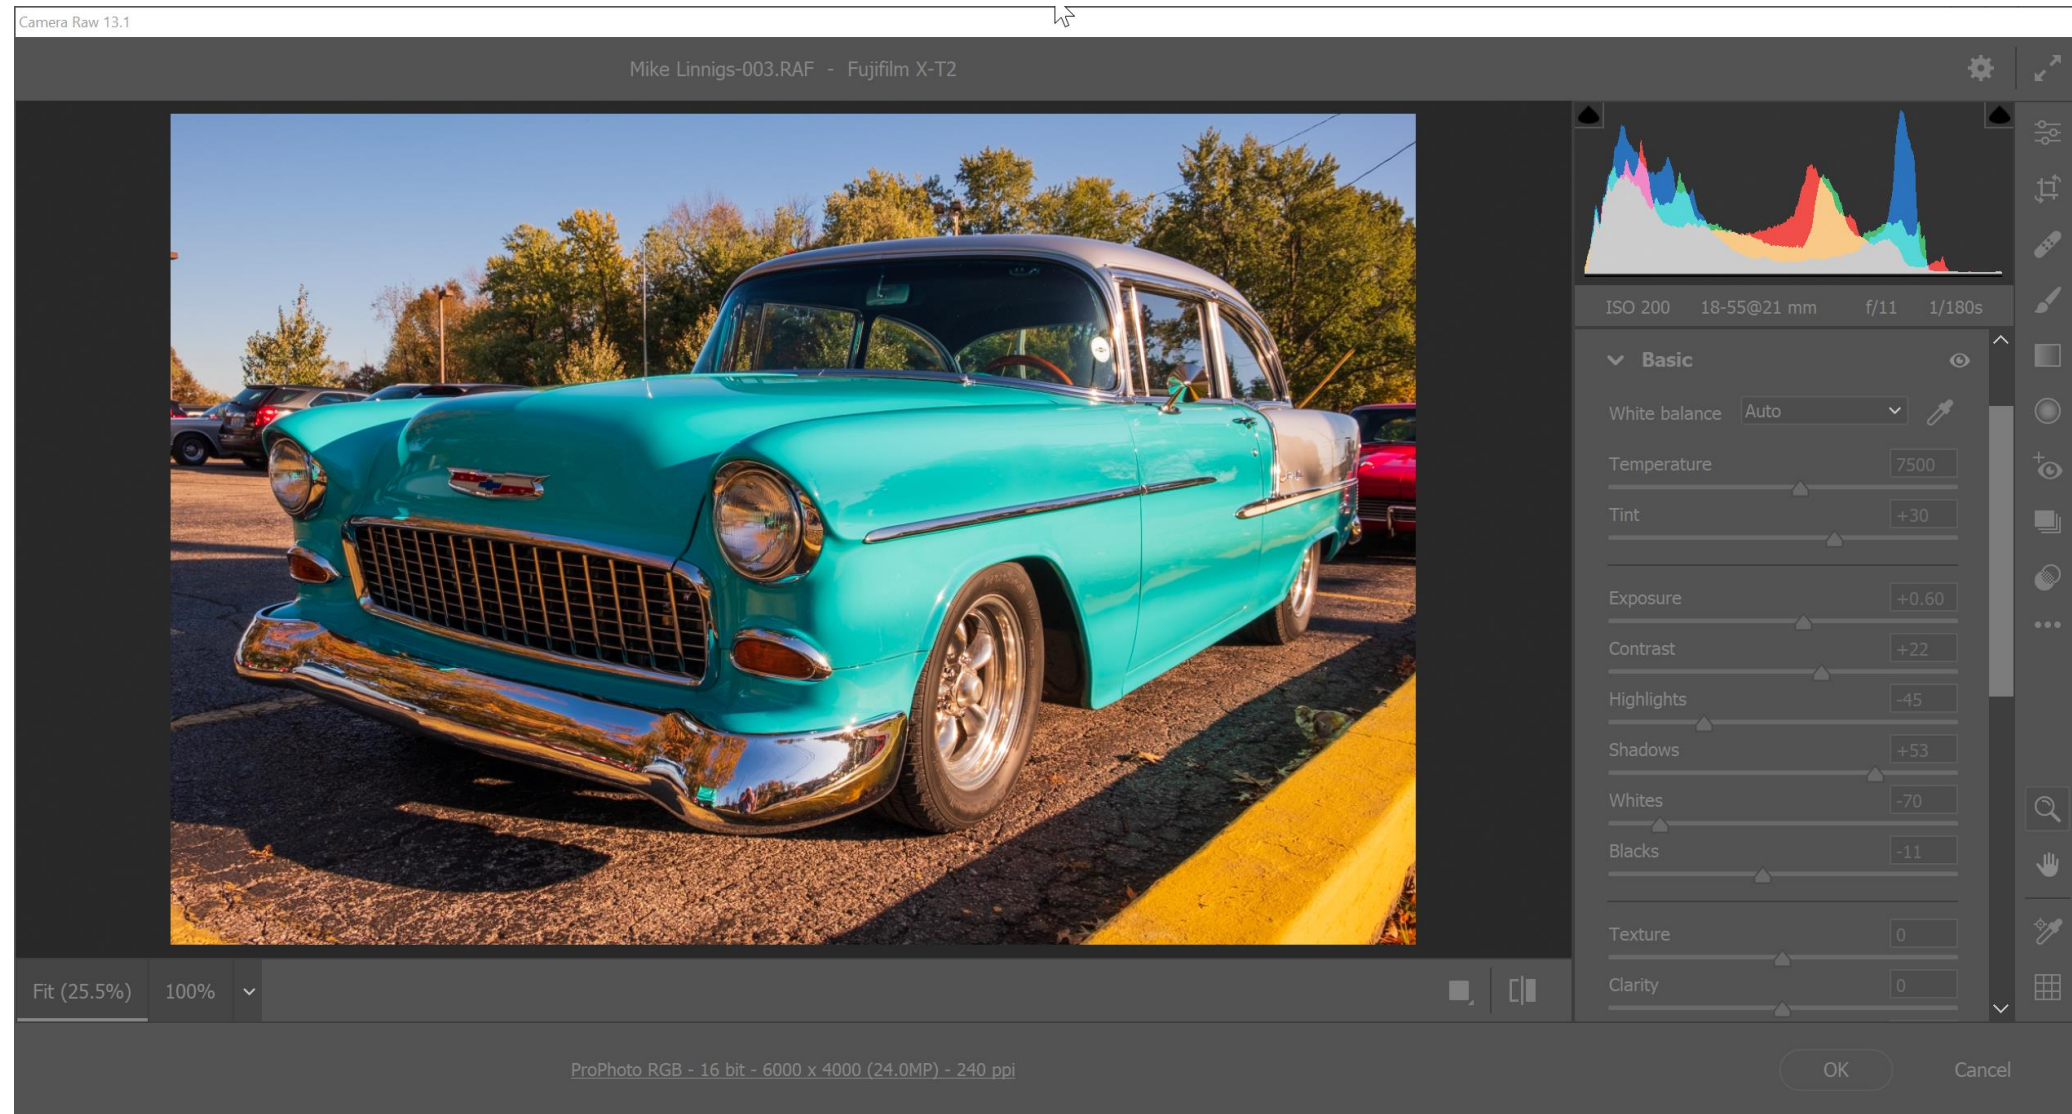 Camera Raw 13.1
Mike Linnigs-003.RAF - Fujifilm X-T2
ISO 200 18-55@21 mm f/11 1/180s
Basic
White balance Auto
Temperature 7500
Tint +30
Exposure +0.60
Contrast +22
Highlights -45
Shadows +53
Whites -70
Blacks -11
Texture 0
Clarity 0
Fit (25.5%) 100%
ProPhoto RGB - 16 bit - 6000 x 4000 (24.0MP) - 240 ppi
OK Cancel